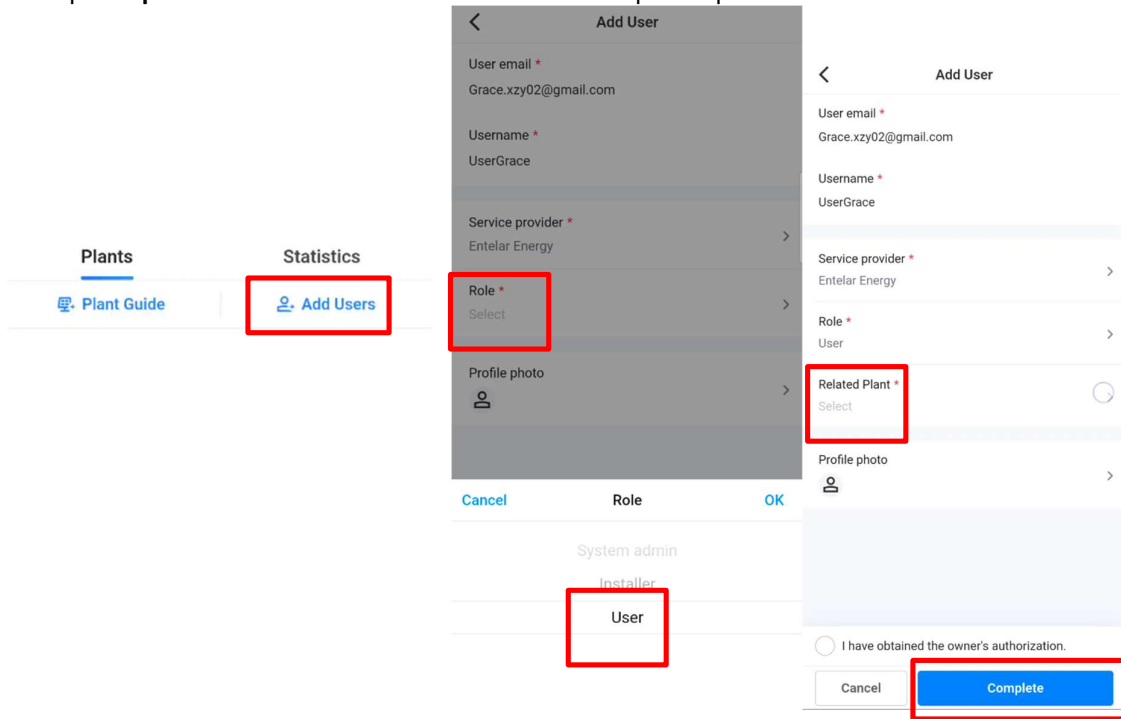 Plants
Statistics
Plant Guide
Add Users
Add User
User email *
Grace.xzy02@gmail.com
Username *
UserGrace
Service provider *
Entelar Energy
Role *
Select
Profile photo
Cancel
Role
OK
System admin
Installer
User
Add User
User email *
Grace.xzy02@gmail.com
Username *
UserGrace
Service provider *
Entelar Energy
Role *
User
Related Plant *
Select
Profile photo
I have obtained the owner's authorization.
Cancel
Complete